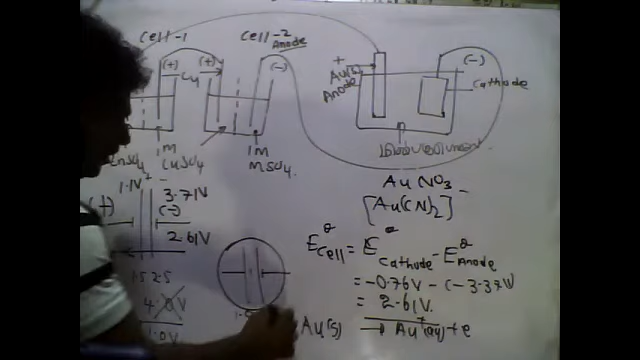 Cell-1
Cell-2
Anode
(+)
(+)
(-)
Cu
1M
CuSO₄
1M
MSO₄.
ZnSO₄
+
Au(s)
Anode
(-)
Cathode
AuNO₃
[Au(CN)₂]⁻
1.1V
+ -
3.71V
(+)
(-)
2.61V
1.5 2.5
4.0V
1.0V
E°Cell = E°Cathode - E°Anode
= -0.76V - (-3.37V)
= 2.61V.
Au(s) → Au⁺(aq) + e